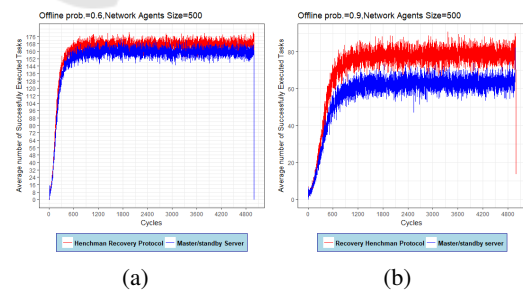 Offline prob.=0.6,Network Agents Size=500
Average number of Successfully Executed Tasks
176
160
152
144
136
128
120
112
104
96
88
80
72
64
56
48
38
28
16
8
0
0 600 1200 1800 2400 3000 3600 4200 4800
Cycles
Henchman Recovery Protocol Master/standby Server
(a)
Offline prob.=0.9,Network Agents Size=500
Average number of Successfully Executed Tasks
80
60
40
20
0
0 600 1200 1800 2400 3000 3600 4200 4800
Cycles
Recovery Henchman Protocol Master/standby Server
(b)